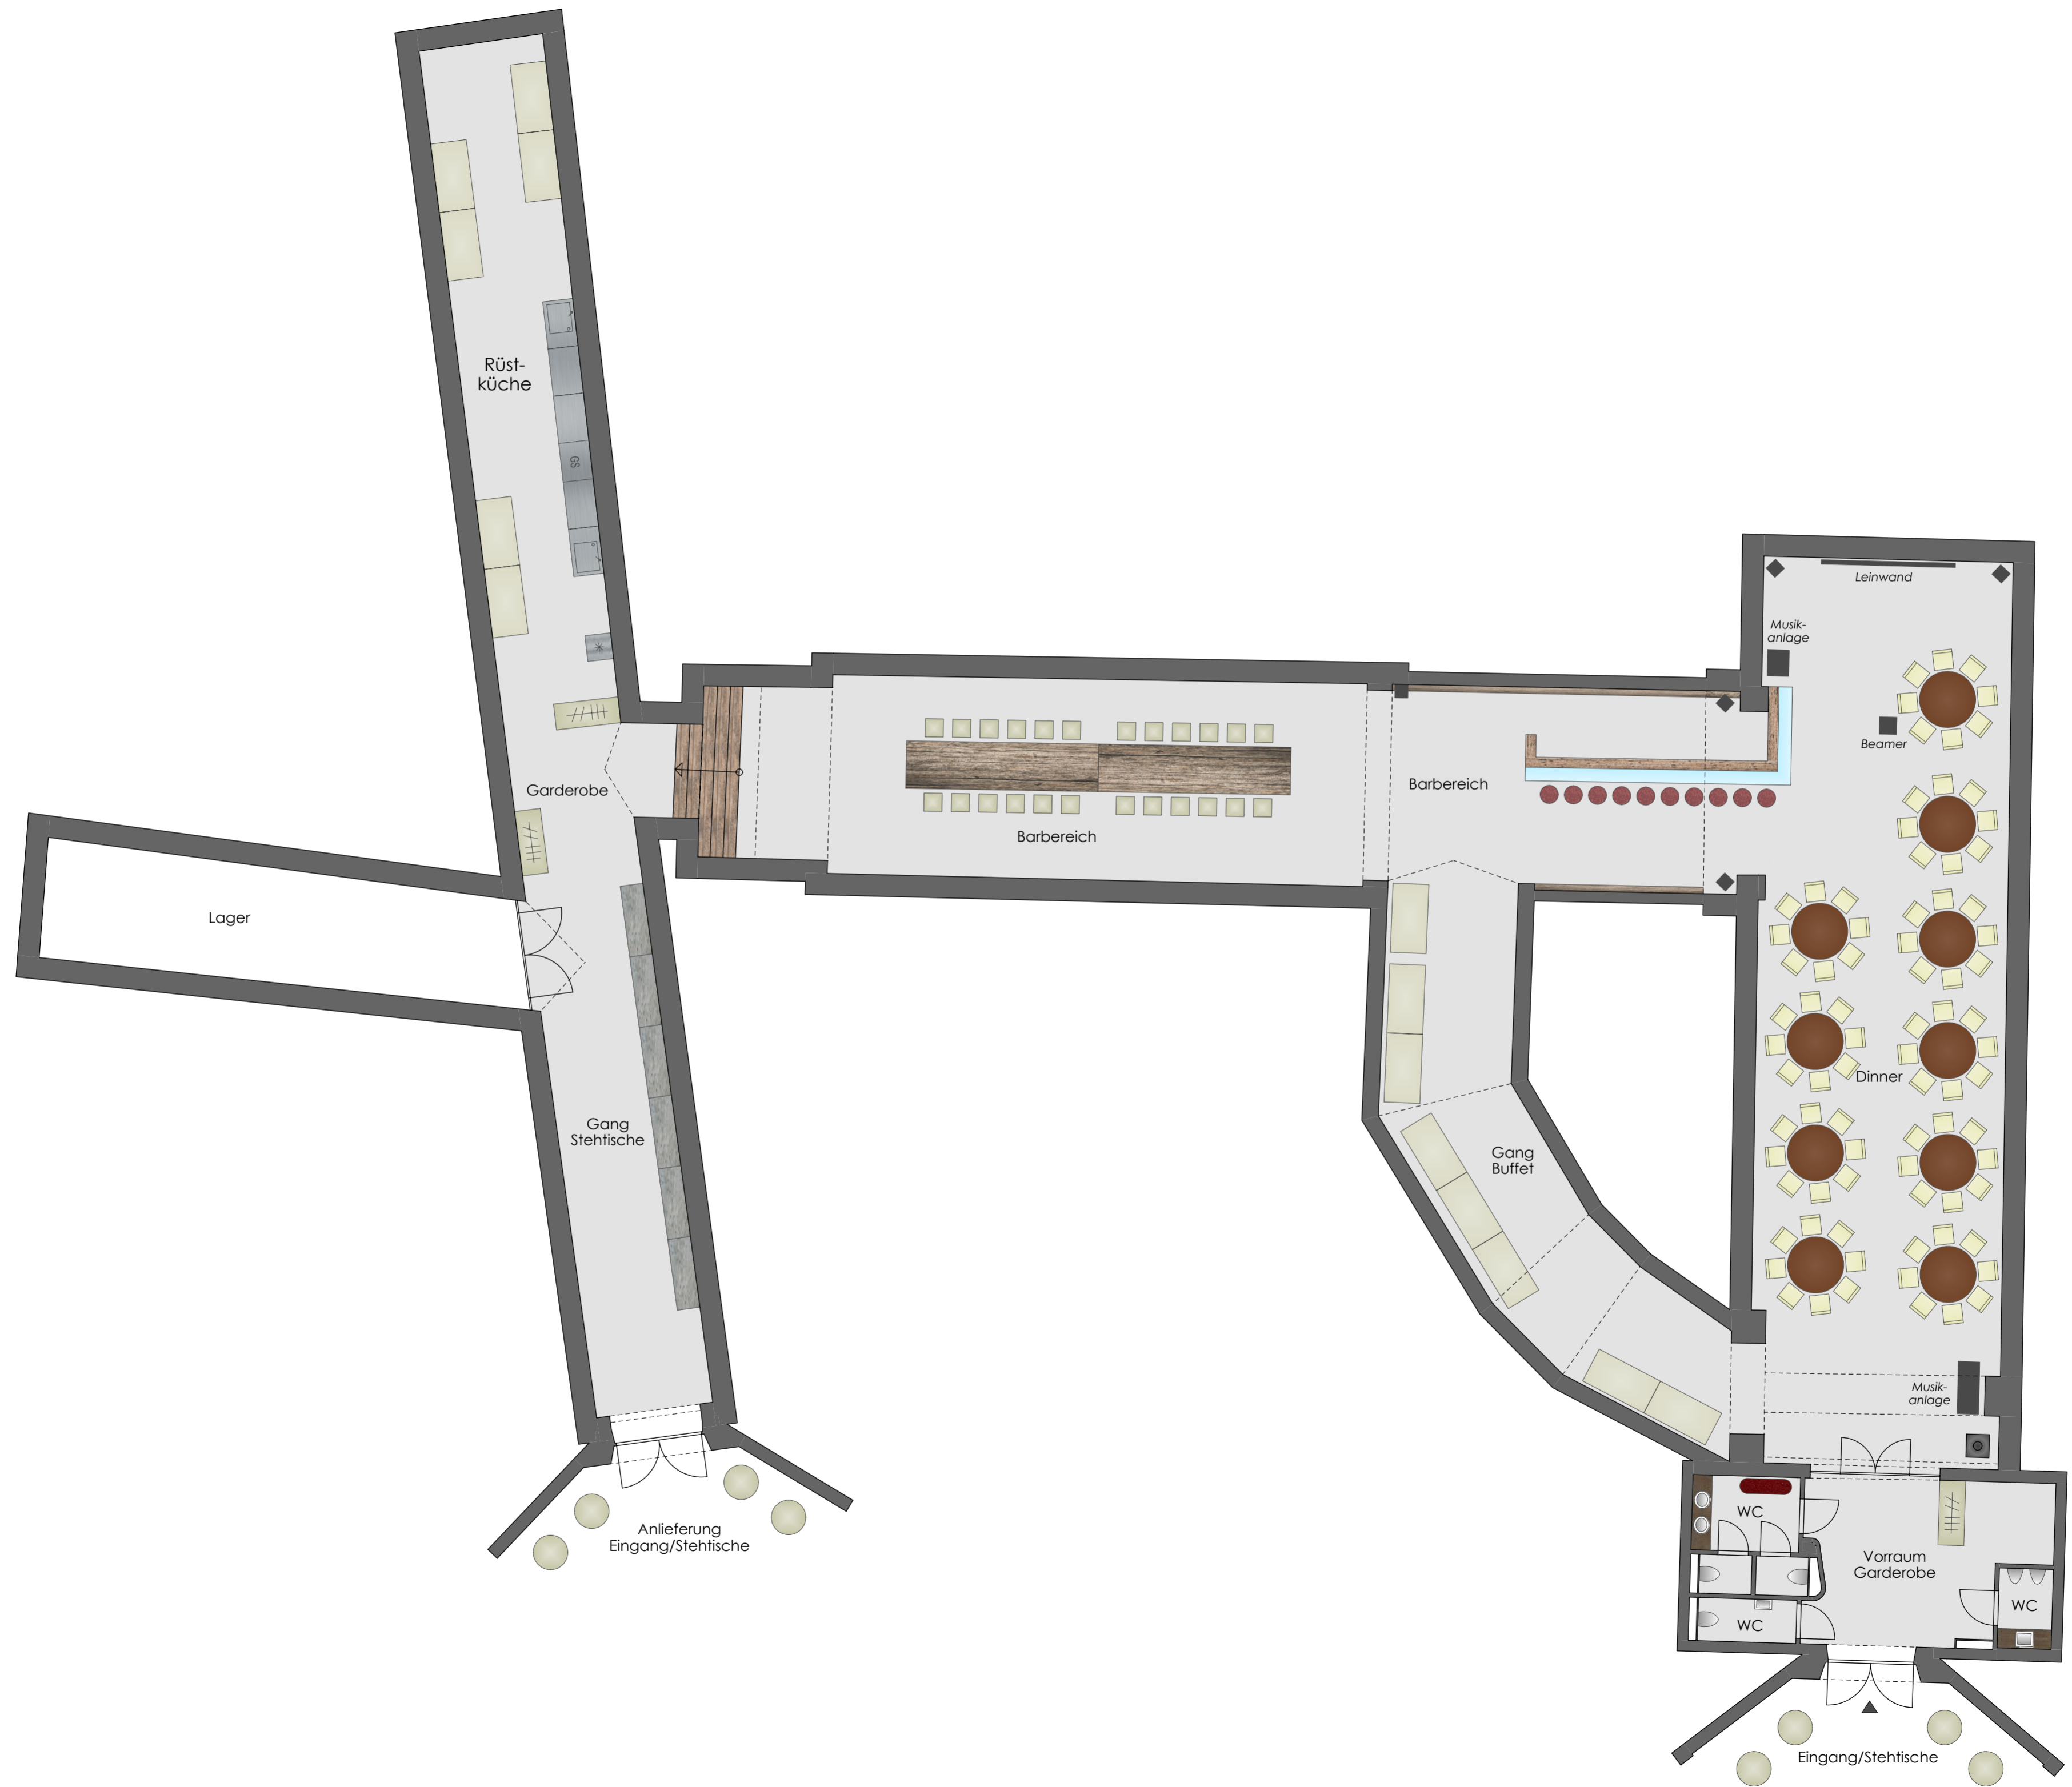 Rüst-
küche
GS
Leinwand
Musik-
anlage
Beamer
Garderobe
Barbereich
Barbereich
Lager
Dinner
Gang
Stehtische
Gang
Buffet
Musik-
anlage
WC
Anlieferung
Eingang/Stehtische
Vorraum
Garderobe
WC
WC
Eingang/Stehtische